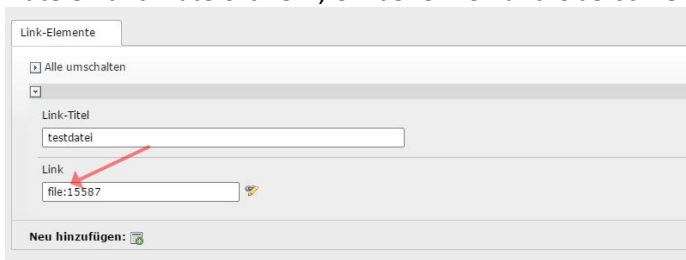 Link-Elemente
Alle umschalten
Link-Titel
testdatei
Link
file:15587
Neu hinzufügen: